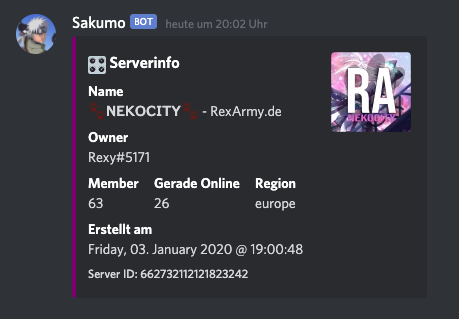 Sakumo BOT heute um 20:02 Uhr
🎛️ Serverinfo
Name
🐾NEKOCITY🐾 - RexArmy.de
Owner
Rexy#5171
Member Gerade Online Region
63 26 europe
Erstellt am
Friday, 03. January 2020 @ 19:00:48
Server ID: 662732112121823242
RA
NEKOCITY